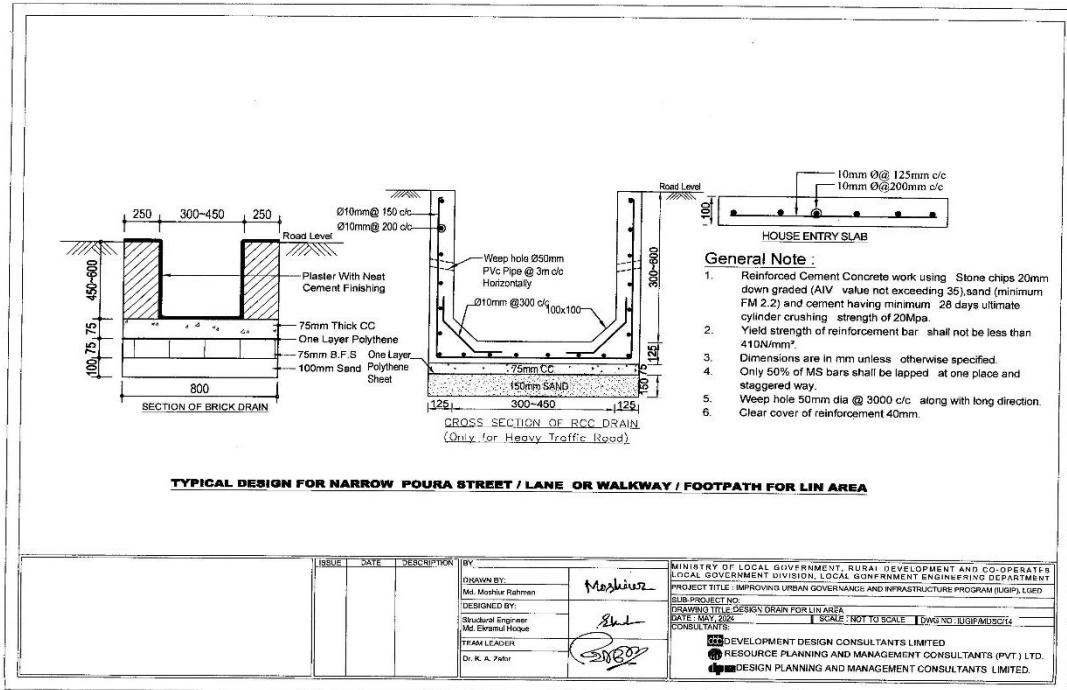 250
300~450
250
Road Level
450~600
75
75
100
Plaster With Neat
Cement Finishing
75mm Thick CC
One Layer Polythene
75mm B.F.S
100mm Sand
800
SECTION OF BRICK DRAIN
Road Level
Ø10mm@ 150 c/c
Ø10mm@ 200 c/c
Weep hole Ø50mm
PVc Pipe @ 3m c/c
Horizontally
Ø10mm @300 c/c
100x100
300~600
125
75
150
One Layer
Polythene
Sheet
75mm CC
150mm SAND
125
300~450
125
CROSS SECTION OF RCC DRAIN
(Only for Heavy Traffic Road)
10mm Ø@ 125mm c/c
10mm Ø@200mm c/c
100
HOUSE ENTRY SLAB
General Note :
1. Reinforced Cement Concrete work using Stone chips 20mm
down graded (AIV value not exceeding 35),sand (minimum
FM 2.2) and cement having minimum 28 days ultimate
cylinder crushing strength of 20Mpa.
2. Yield strength of reinforcement bar shall not be less than
410N/mm².
3. Dimensions are in mm unless otherwise specified.
4. Only 50% of MS bars shall be lapped at one place and
staggered way.
5. Weep hole 50mm dia @ 3000 c/c along with long direction.
6. Clear cover of reinforcement 40mm.
TYPICAL DESIGN FOR NARROW POURA STREET / LANE OR WALKWAY / FOOTPATH FOR LIN AREA
ISSUE DATE DESCRIPTION BY
DRAWN BY:
Md. Moshiur Rahman
DESIGNED BY:
Structural Engineer
Md. Ekramul Hoque
TEAM LEADER
Dr. K. A. Zafor
MINISTRY OF LOCAL GOVERNMENT, RURAL DEVELOPMENT AND CO-OPERATES
LOCAL GOVERNMENT DIVISION, LOCAL GONFRNMENT ENGINEERING DEPARTMENT
PROJECT TITLE : IMPROVING URBAN GOVERNANCE AND INFRASTRUCTURE PROGRAM (IUGIP), LGED
SUB-PROJECT NO:
DRAWING TITLE:DESIGN DRAIN FOR LIN AREA
DATE : MAY, 2024 SCALE : NOT TO SCALE DWG NO : IUGIP/MDSC/14
CONSULTANTS:
DEVELOPMENT DESIGN CONSULTANTS LIMITED
RESOURCE PLANNING AND MANAGEMENT CONSULTANTS (PVT.) LTD.
DESIGN PLANNING AND MANAGEMENT CONSULTANTS LIMITED.